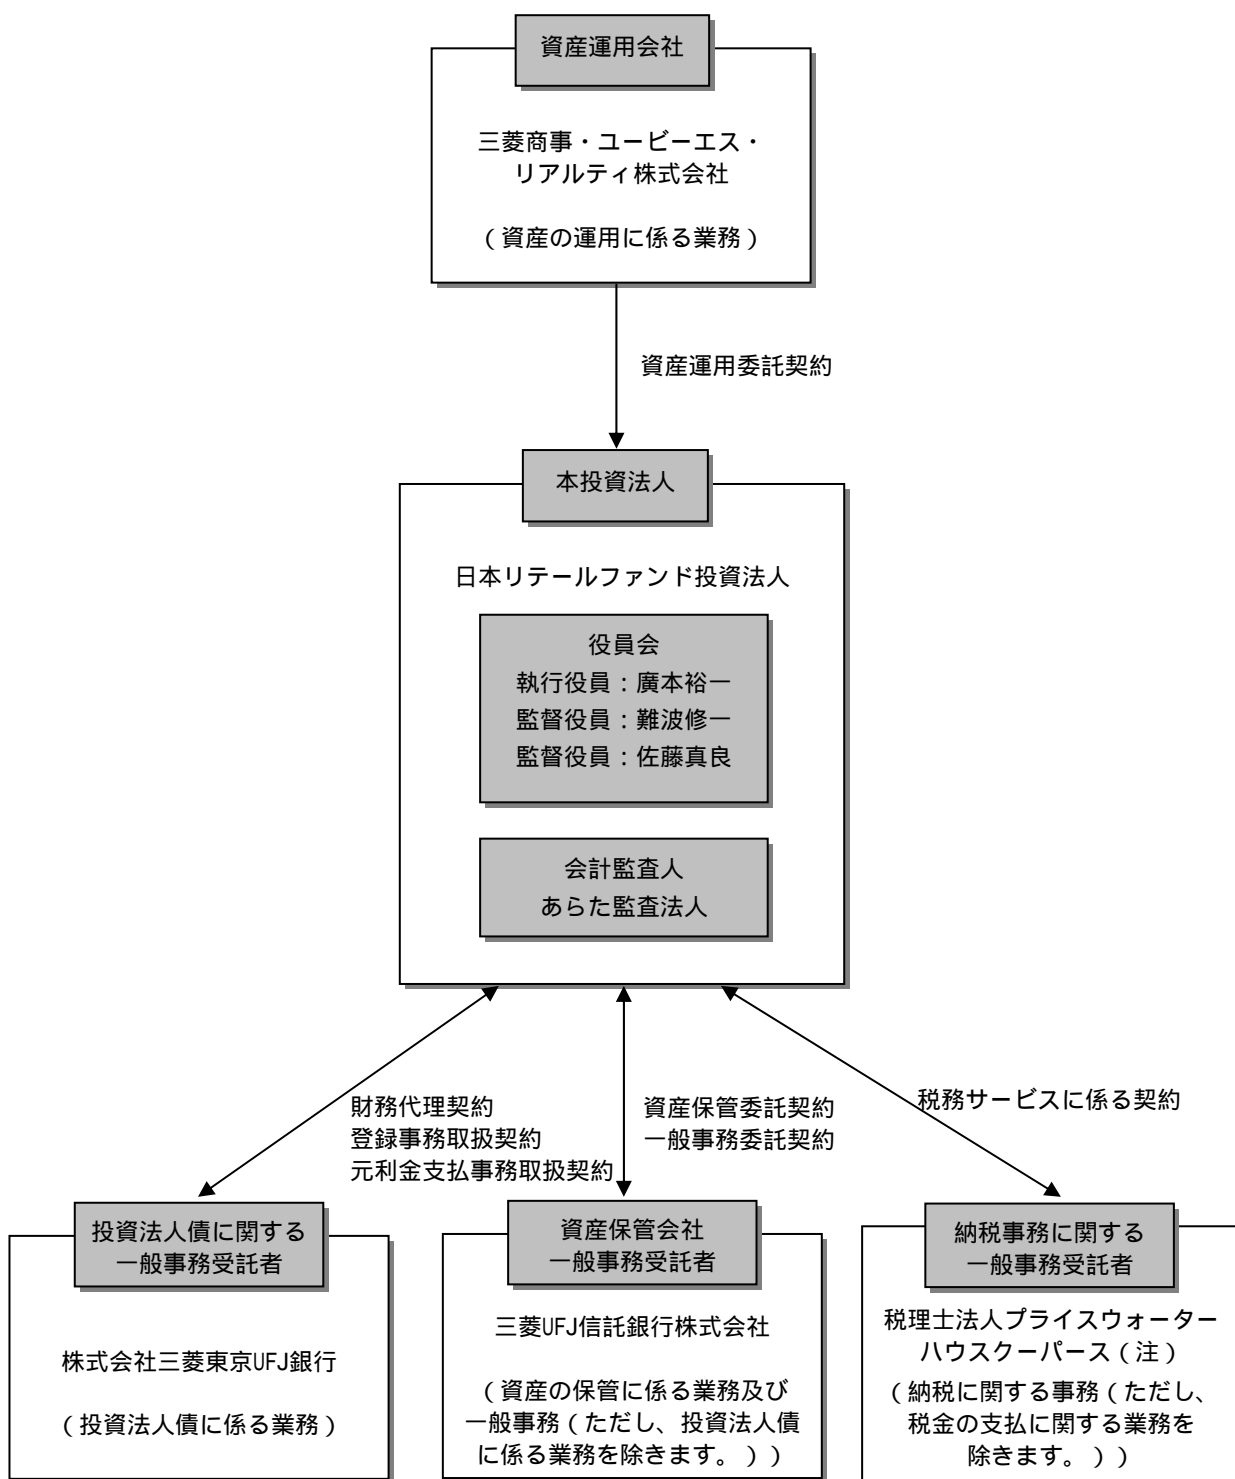 資産運用会社
三菱商事・ユービーエス・
リアルティ株式会社
（資産の運用に係る業務）
資産運用委託契約
本投資法人
日本リテールファンド投資法人
役員会
執行役員：廣本裕一
監督役員：難波修一
監督役員：佐藤真良
会計監査人
あらた監査法人
財務代理契約
登録事務取扱契約
元利金支払事務取扱契約
資産保管委託契約
一般事務委託契約
税務サービスに係る契約
投資法人債に関する
一般事務受託者
株式会社三菱東京UFJ銀行
（投資法人債に係る業務）
資産保管会社
一般事務受託者
三菱UFJ信託銀行株式会社
（資産の保管に係る業務及び
一般事務（ただし、投資法人債
に係る業務を除きます。））
納税事務に関する
一般事務受託者
税理士法人プライスウォーター
ハウスクーパース（注）
（納税に関する事務（ただし、
税金の支払に関する業務を
除きます。））